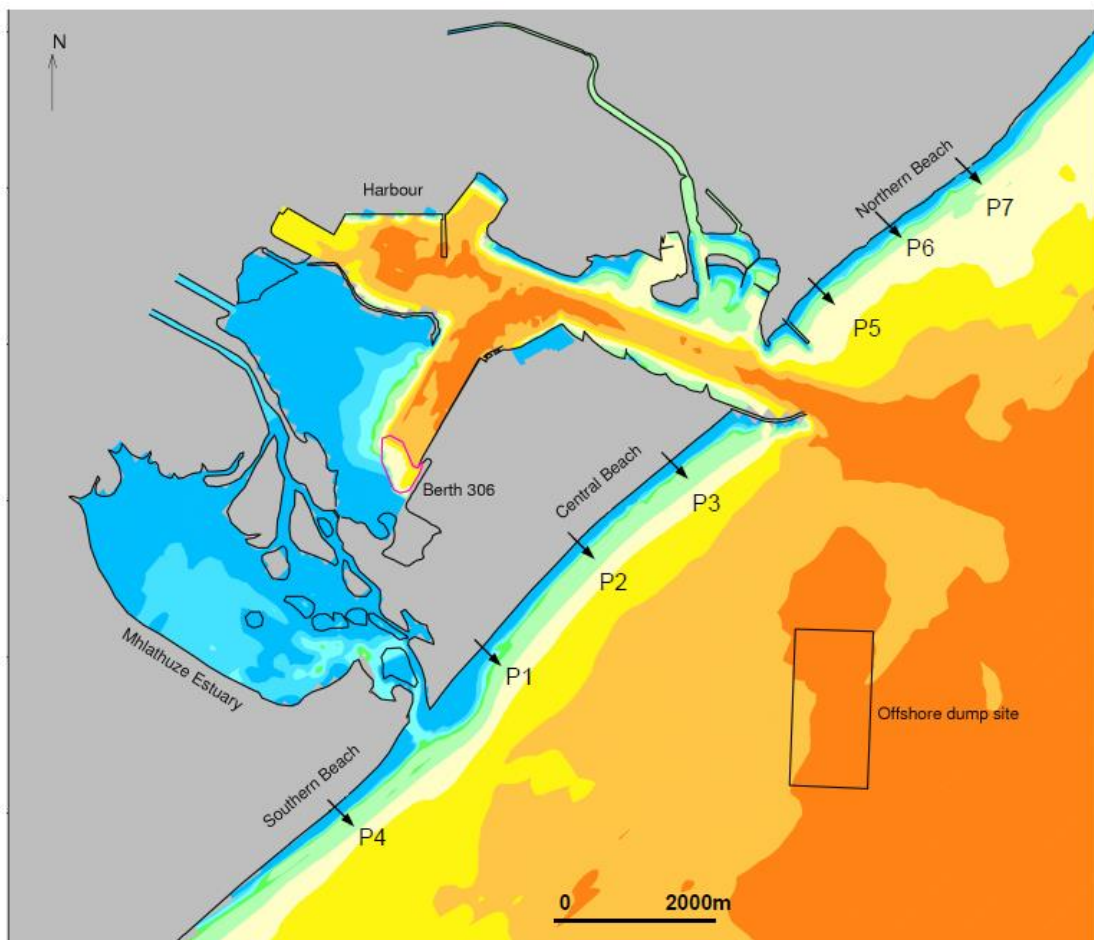 N
Harbour
Northern Beach
P7
P6
P5
Berth 306
Central Beach
P3
P2
P1
Mhlathuze Estuary
Offshore dump site
Southern Beach
P4
0 2000m